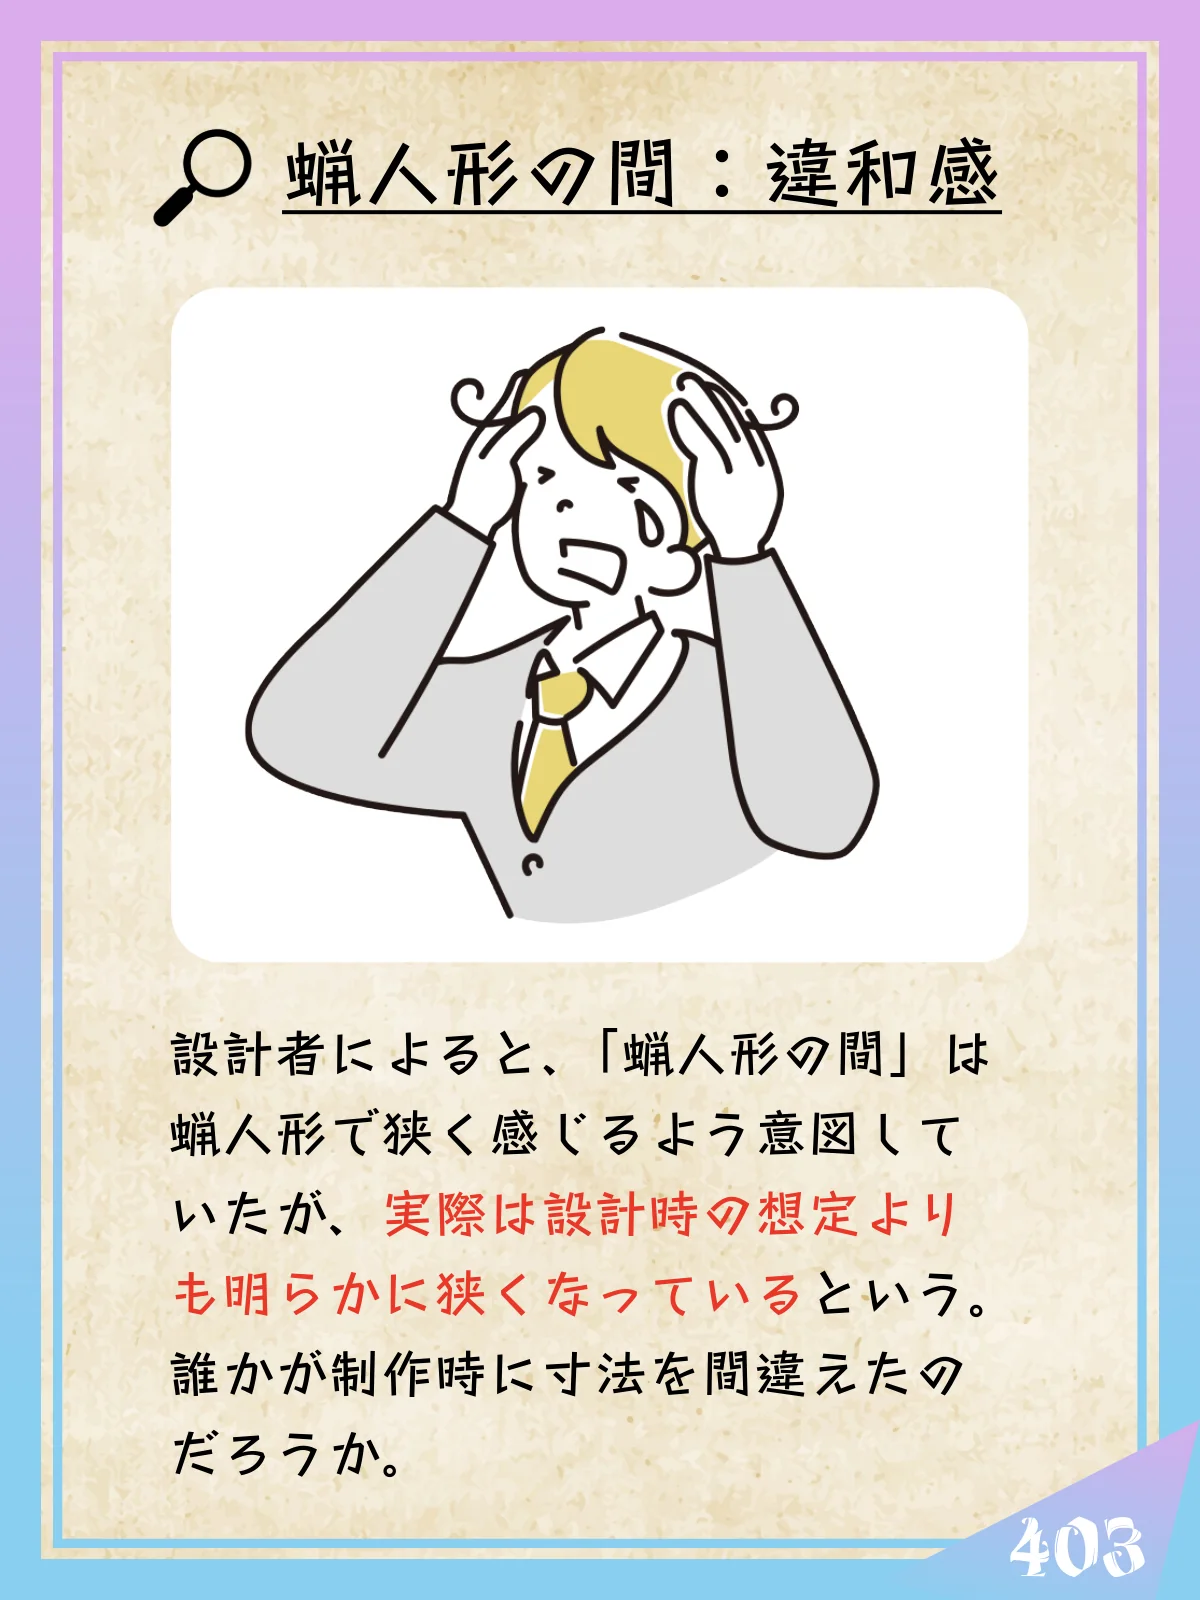 蝋人形の間：違和感
設計者によると、「蝋人形の間」は
蝋人形で狭く感じるよう意図して
いたが、実際は設計時の想定より
も明らかに狭くなっているという。
誰かが制作時に寸法を間違えたの
だろうか。
403